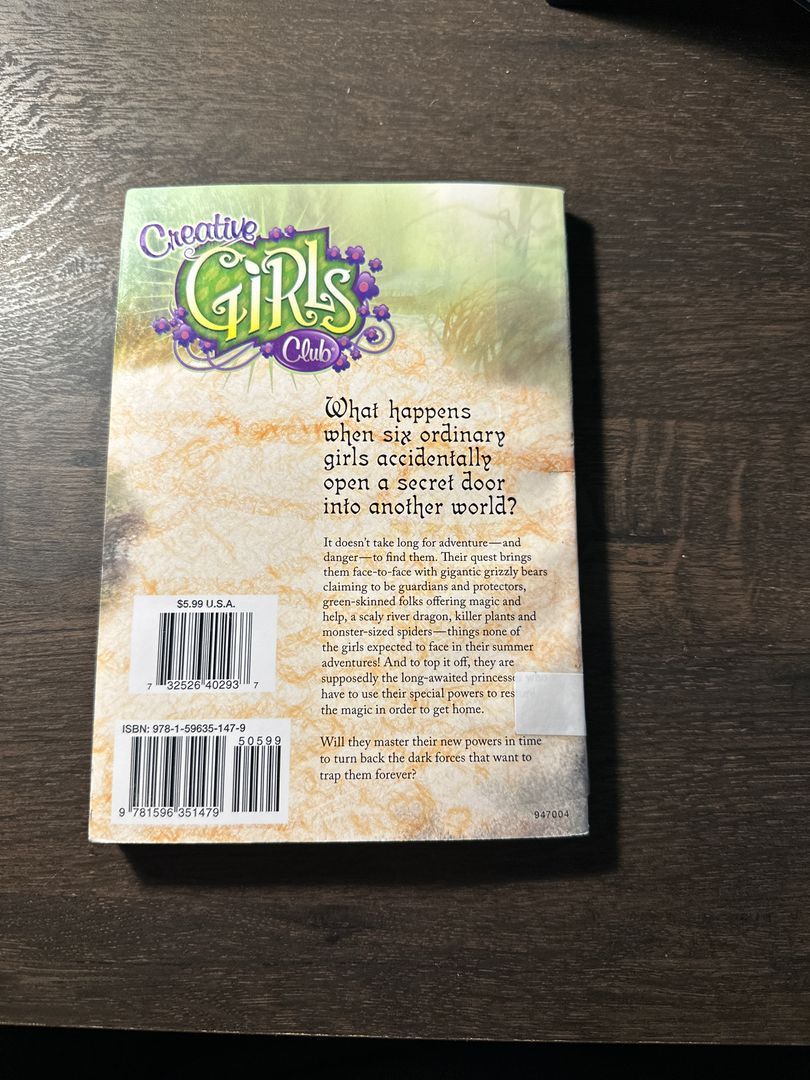 Creative
GiRLs
Club®
What happens
when six ordinary
girls accidentally
open a secret door
into another world?
It doesn't take long for adventure—and
danger—to find them. Their quest brings
them face-to-face with gigantic grizzly bears
claiming to be guardians and protectors,
green-skinned folks offering magic and
help, a scaly river dragon, killer plants and
monster-sized spiders—things none of
the girls expected to face in their summer
adventures! And to top it off, they are
supposedly the long-awaited princesses who
have to use their special powers to restore
the magic in order to get home.
Will they master their new powers in time
to turn back the dark forces that want to
trap them forever?
$5.99 U.S.A.
7 32526 40293 7
ISBN: 978-1-59635-147-9
50599
9 781596 351479
947004